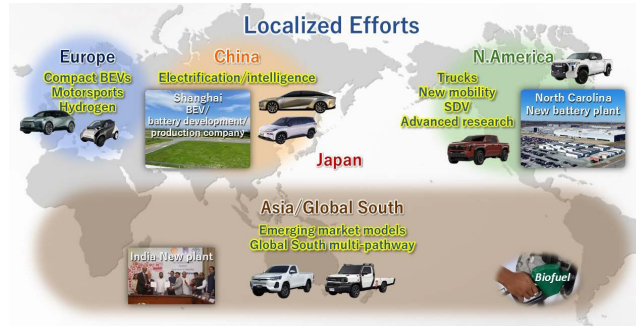 Localized Efforts
Europe
Compact BEVs
Motorsports
Hydrogen
China
Electrification/intelligence
Shanghai
BEV/
battery development/
production company
N.America
Trucks
New mobility
SDV
Advanced research
North Carolina
New battery plant
Japan
Asia/Global South
Emerging market models
Global South multi-pathway
India New plant
Biofuel